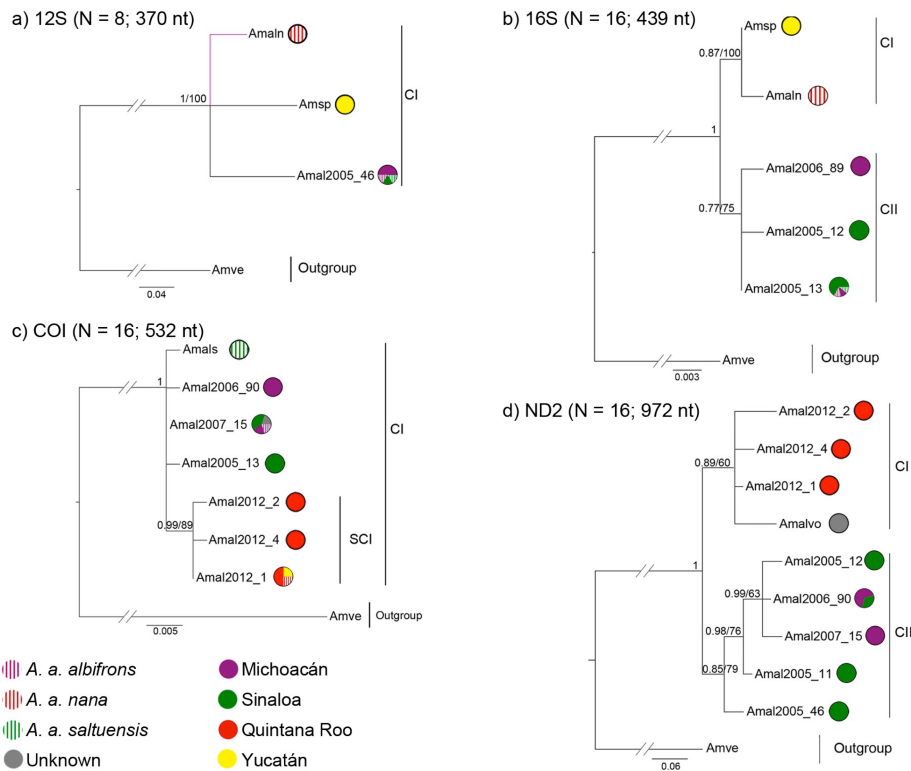 a) 12S (N = 8; 370 nt)
Amaln
1/100
Amsp
CI
Amal2005_46
Amve
Outgroup
0.04
b) 16S (N = 16; 439 nt)
Amsp
0.87/100
CI
Amaln
1
Amal2006_89
0.77/75
CII
Amal2005_12
Amal2005_13
Amve
Outgroup
0.003
c) COI (N = 16; 532 nt)
Amals
1
Amal2006_90
Amal2007_15
CI
Amal2005_13
Amal2012_2
0.99/89
SCI
Amal2012_4
Amal2012_1
Amve
Outgroup
0.005
d) ND2 (N = 16; 972 nt)
Amal2012_2
Amal2012_4
0.89/60
CI
Amal2012_1
Amalvo
1
Amal2005_12
0.99/63
Amal2006_90
0.98/76
Amal2007_15
CII
0.85/79
Amal2005_11
Amal2005_46
Amve
Outgroup
0.06
A. a. albifrons
Michoacán
A. a. nana
Sinaloa
A. a. saltuensis
Quintana Roo
Unknown
Yucatán